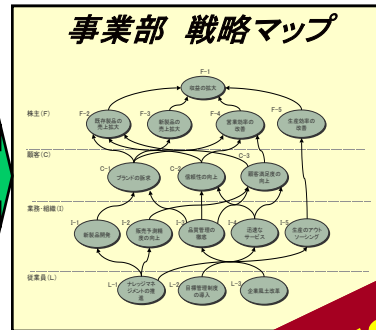 事業部 戦略マップ
F-1
収益の拡大
株主(F)
F-2
既存製品の
売上拡大
F-3
新製品の
売上拡大
F-4
営業効率の
改善
F-5
生産効率の
改善
顧客(C)
C-1
ブランドの訴求
C-2
信頼性の向上
C-3
顧客満足度の
向上
業務・組織(I)
I-1
新製品開発
I-2
販売予測精
度の向上
I-3
品質管理の
徹底
I-4
迅速な
サービス
I-5
生産のアウト
ソーシング
従業員(L)
L-1
ナレッジマ
ネジメントの推
進
L-2
目標管理制度
の導入
L-3
企業風土改革